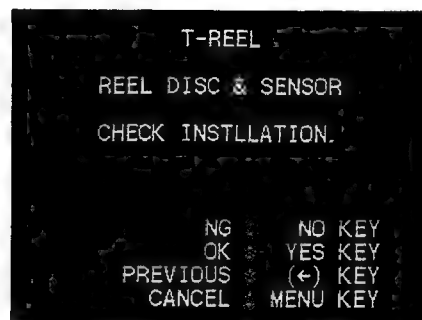 T-REEL
REEL DISC & SENSOR
CHECK INSTLLATION.
NG : NO KEY
OK : YES KEY
PREVIOUS : (←) KEY
CANCEL : MENU KEY